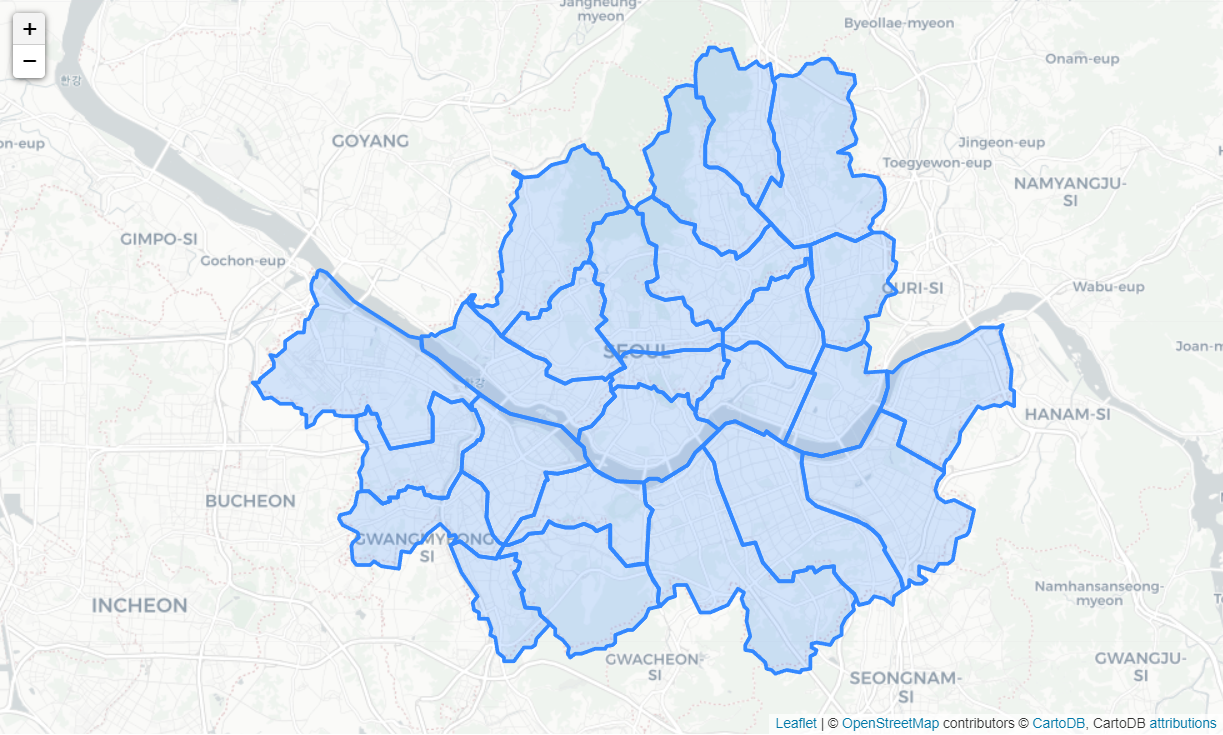 Jangheung-
myeon
+
Byeollae-myeon
−
한강
Onam-eup
GOYANG
on-eup
Jingeon-eup
Toegyewon-eup
NAMYANGJU-
SI
GIMPO-SI
Gochon-eup
GURI-SI
Wabu-eup
SEOUL
Joan-m
한강
HANAM-SI
BUCHEON
GWANGMYEONG-
SI
Namhansanseong-
myeon
INCHEON
GWACHEON-
SI
GWANGJU-
SI
SEONGNAM-
SI
Leaflet | © OpenStreetMap contributors © CartoDB, CartoDB attributions